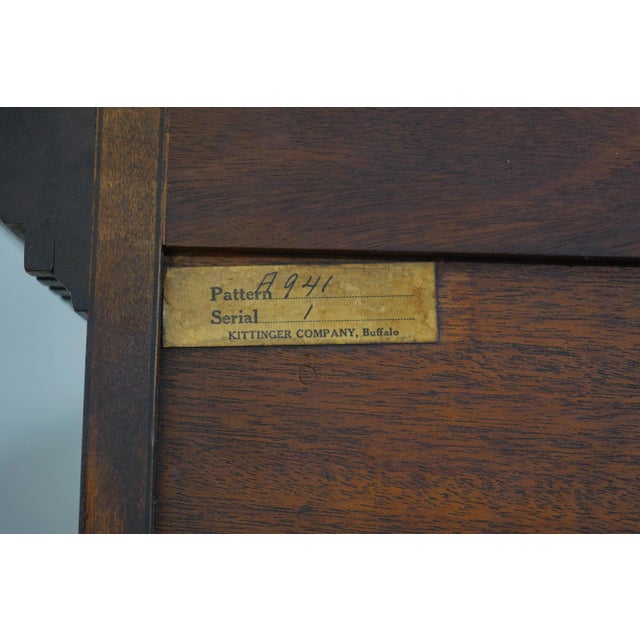 Pattern A941
Serial 1
KITTINGER COMPANY, Buffalo